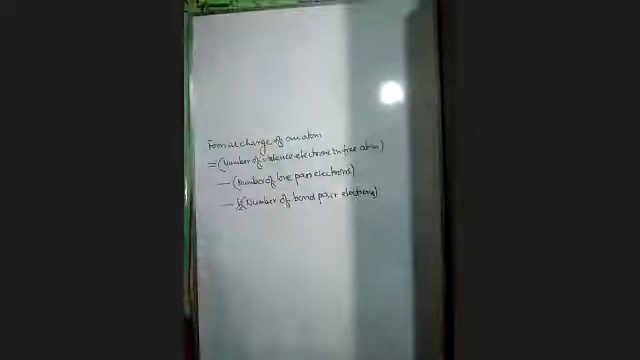 Formal charge of an atom
= (Number of valence electrons in free atom)
— (Number of lone pair electrons)
— ½ (Number of bond pair electrons)